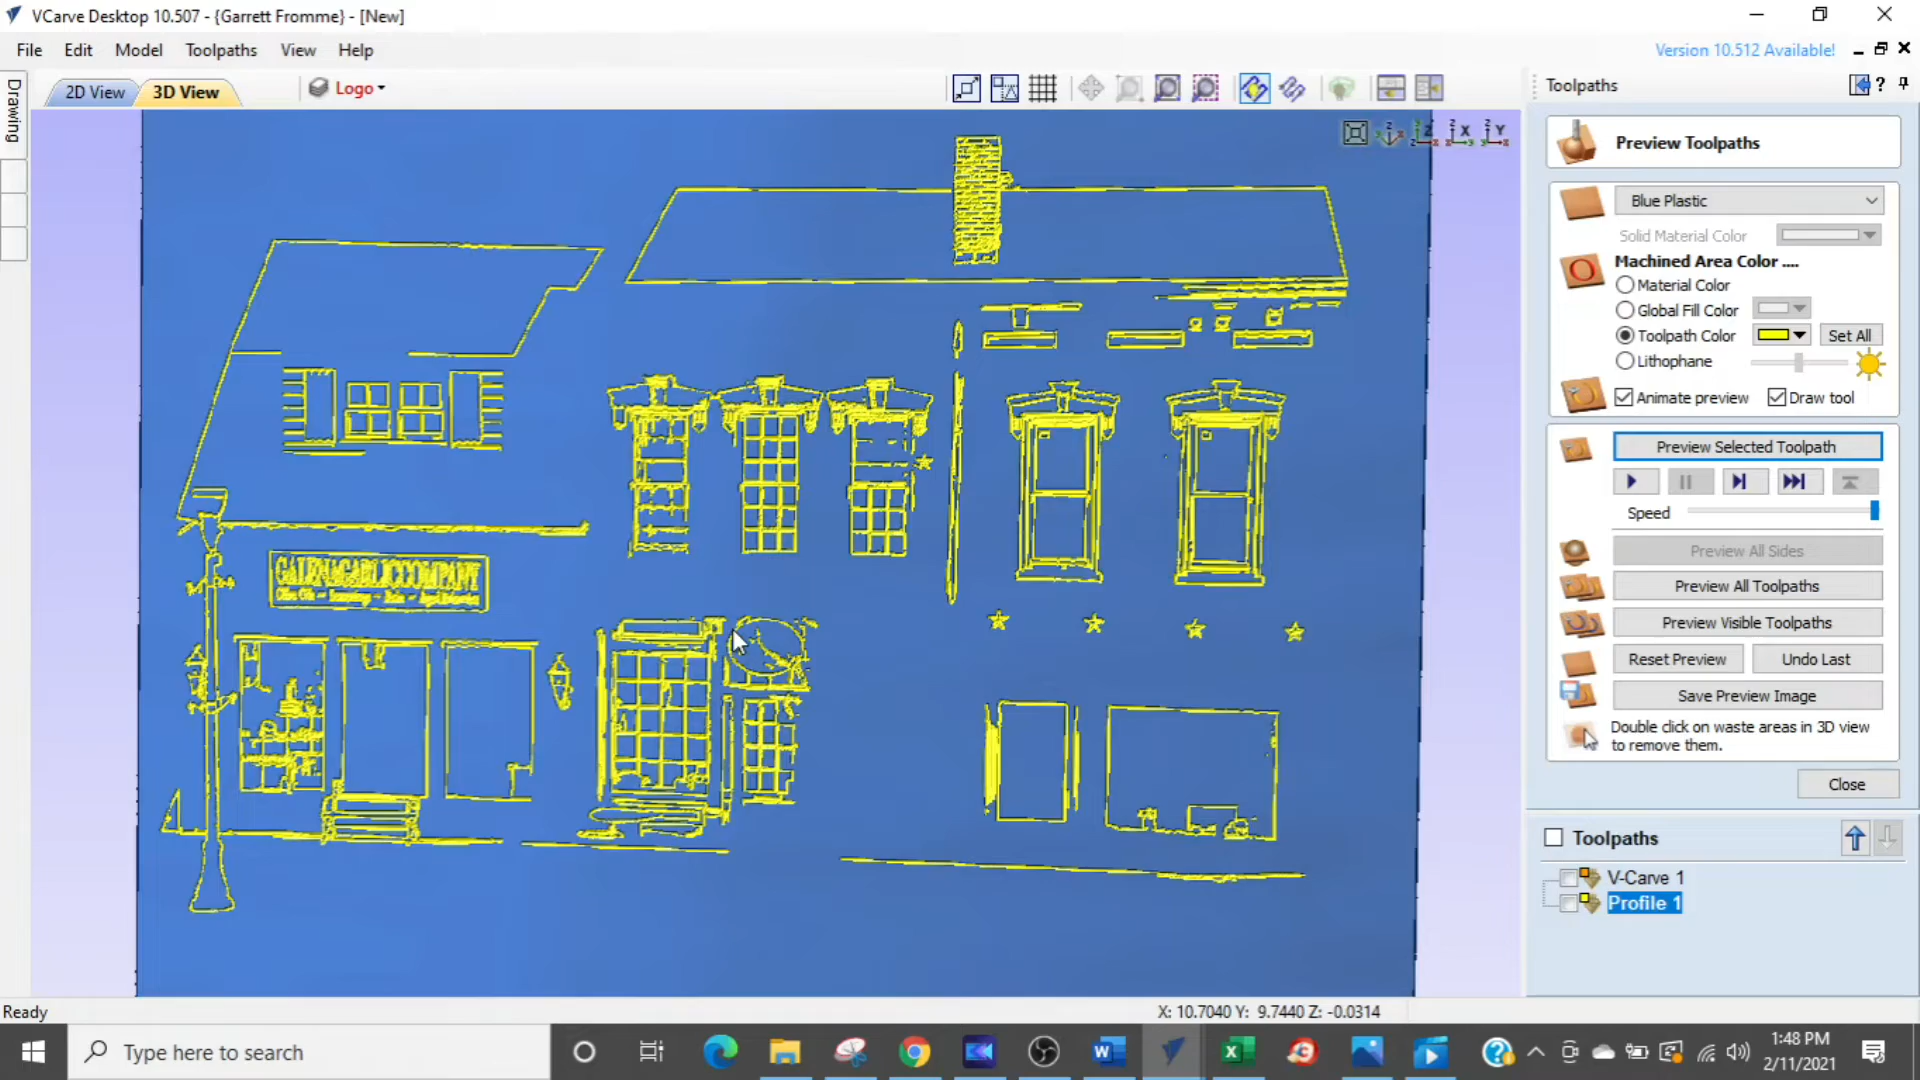 VCarve Desktop 10.507 - {Garrett Fromme} - [New]
File Edit Model Toolpaths View Help
Version 10.512 Available!
Drawing
2D View 3D View Logo
Toolpaths
Preview Toolpaths
Blue Plastic
Solid Material Color
Machined Area Color ....
Material Color
Global Fill Color
Toolpath Color Set All
Lithophane
Animate preview Draw tool
Preview Selected Toolpath
Speed
Preview All Sides
Preview All Toolpaths
Preview Visible Toolpaths
Reset Preview Undo Last
Save Preview Image
Double click on waste areas in 3D view
to remove them.
Close
Toolpaths
V-Carve 1
Profile 1
GALENA GARLIC COMPANY
Ready
X: 10.7040 Y: 9.7440 Z: -0.0314
Type here to search
1:48 PM
2/11/2021